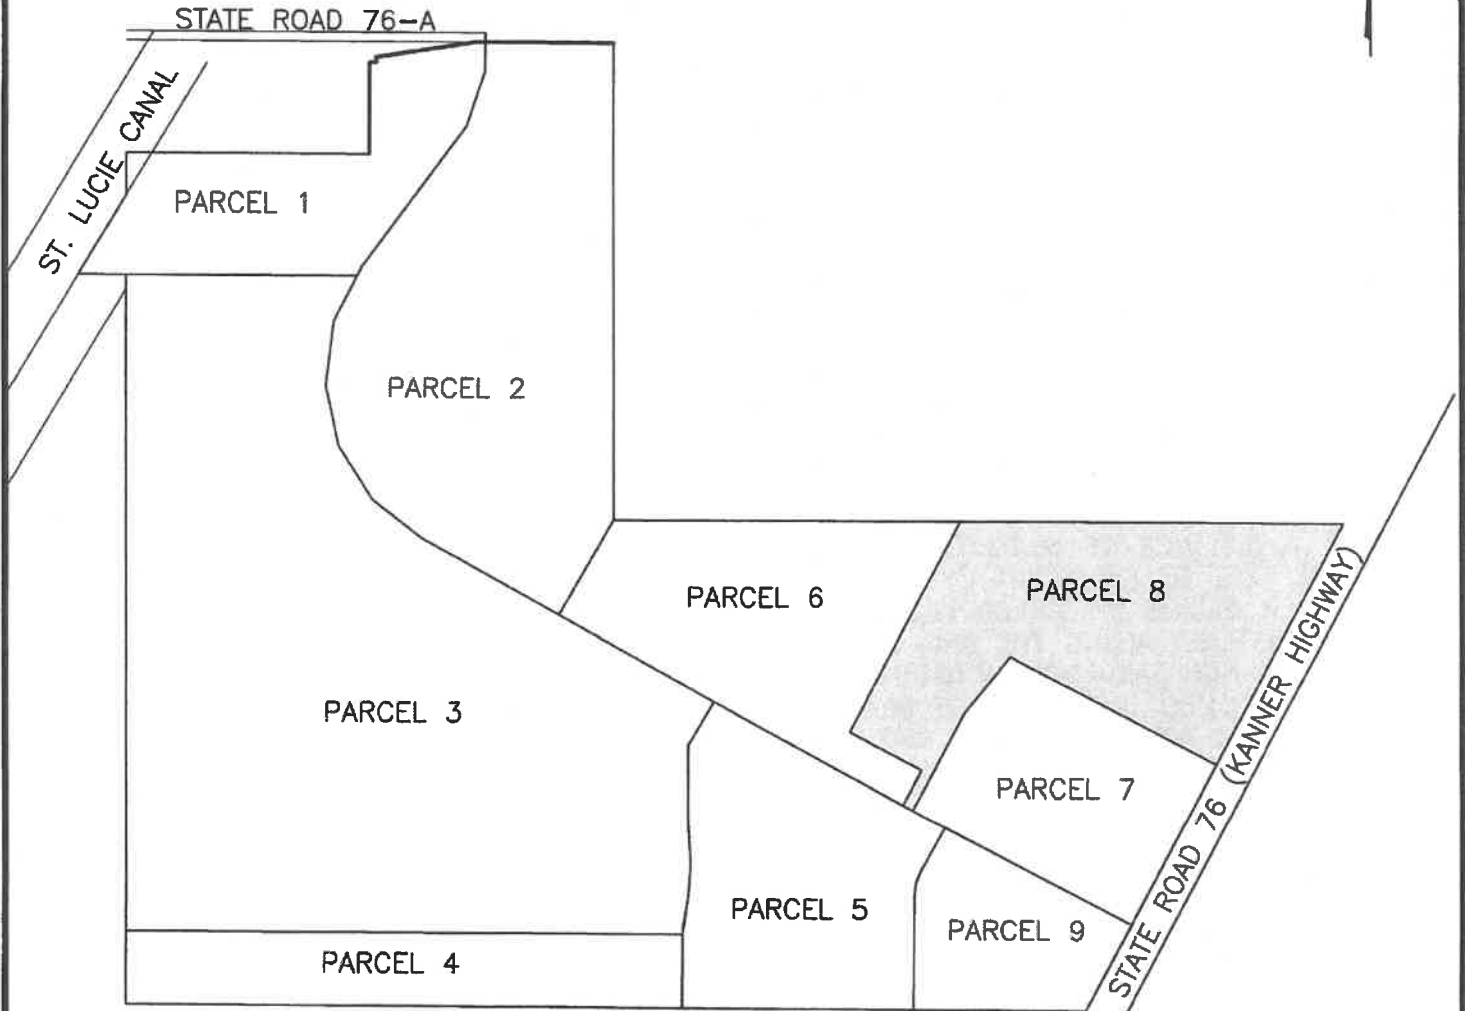 STATE ROAD 76-A
ST. LUCIE CANAL
PARCEL 1
PARCEL 2
PARCEL 6
PARCEL 8
PARCEL 3
PARCEL 7
STATE ROAD 76 (KANNER HIGHWAY)
PARCEL 5
PARCEL 9
PARCEL 4